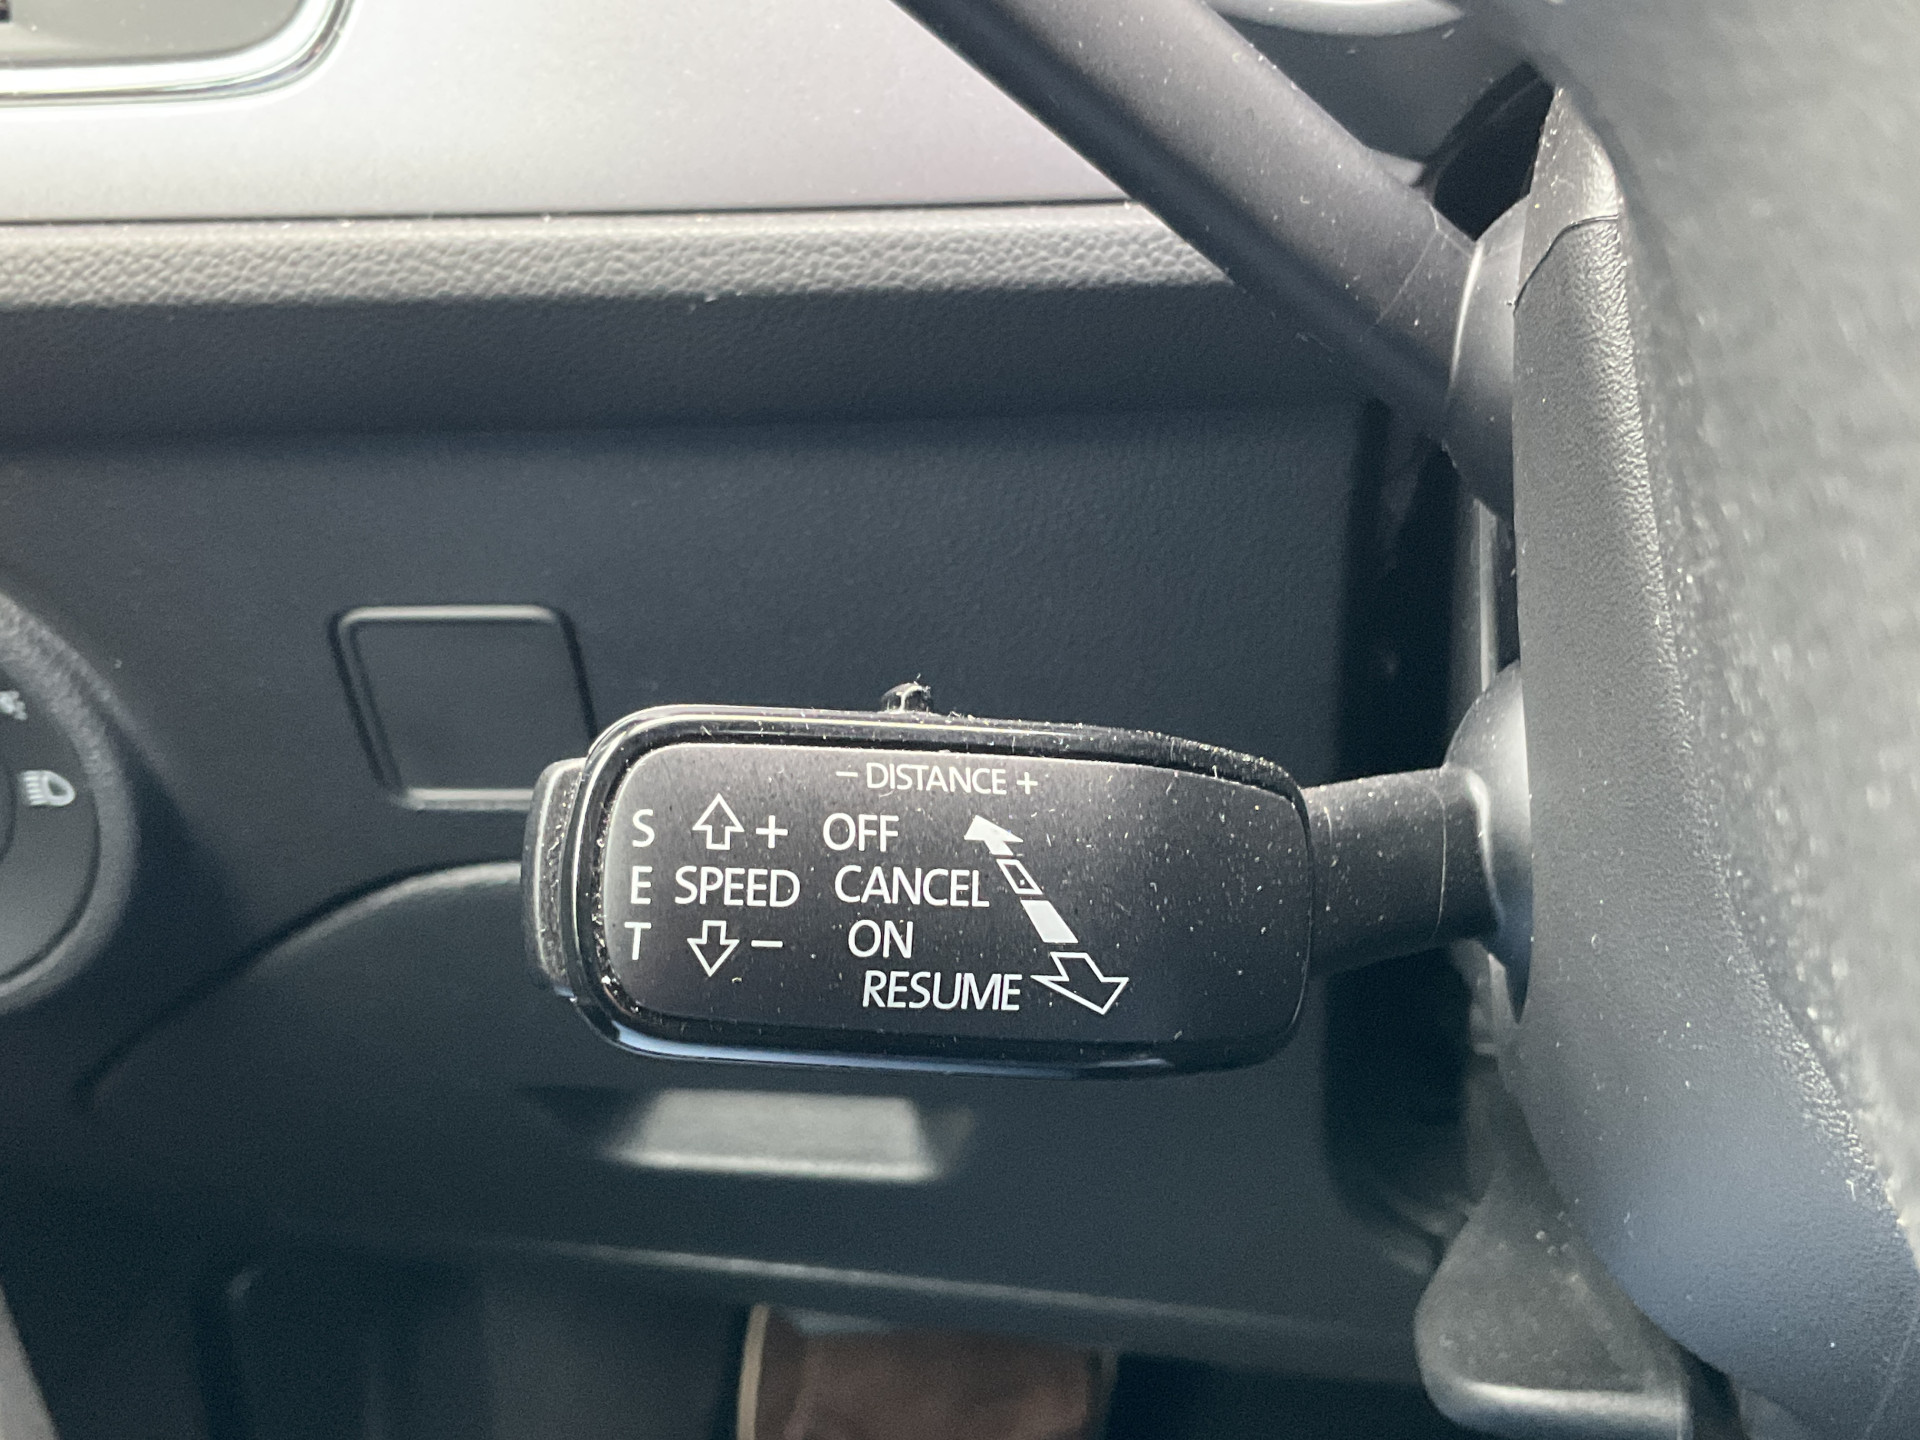 – DISTANCE +
S + OFF
E SPEED CANCEL
T – ON
RESUME